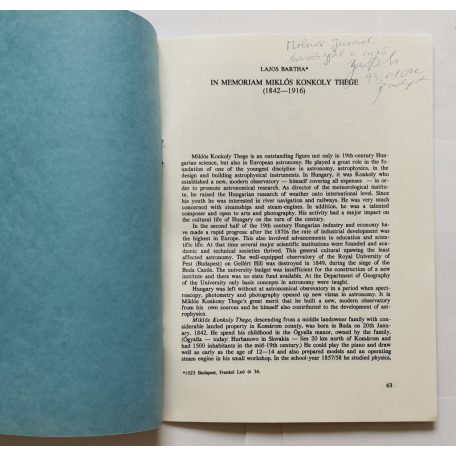 Molnár
barátsággal
LAJOS BARTHA*
IN MEMORIAM MIKLÓS KONKOLY THEGE
(1842—1916)
Miklós Konkoly Thege is an outstanding figure not only in 19th-century Hun-
garian science, but also in European astronomy. He played a great role in the fo-
undation of one of the youngest discipline in astronomy, astrophysics, in the
design and building astrophysical instruments. In Hungary, it was Konkoly who
established a new, modern observatory — himself covering all expenses — in or-
der to promote astronomical research. As director of the meteorological institu-
te, he raised the Hungarian research of weather onto international level. Since
his youth he was interested in river navigation and railways. He was very much
concerned with steamships and steam-engines. In addition, he was a talented
composer and open to arts and photography. His activity had a major impact on
the cultural life of Hungary on the turn of the century.
In the second half of the 19th century Hungarian industry and economy ha-
ve made a rapid progress: after the 1870s the rate of industrial development was
the highest in Europe. This also involved advancements in education and scien-
tific life. At that time several major scientific institutions were founded and aca-
demic and technical societies thrived. This general cultural upswing the least
affected astronomy. The well-equipped observatory of the Royal University of
Pest (Budapest) on Gellért Hill was destroyed in 1849, during the siege of the
Buda Castle. The university budget was insufficient for the construction of a new
institute and there was no state fund available. At the Department of Geography
of the University only basic concepts in astronomy were taught.
Hungary was left without at astronomical observatory in a period when spect-
roscopy, photometry and photography opened up new vistas in astronomy. It is
Miklós Konkoly Thege's great merit that he built a new, modern observatory
from his own sources and he himself also contributed to the development of ast-
rophysics.
Miklós Konkoly Thege, descending from a middle landowner family with con-
siderable landed property in Komárom county, was born in Buda on 20th Janu-
ary, 1842. He spend his childhood in the Ógyalla manor, owned by the family.
(Ógyalla — today: Hurbanovo in Slovakia — lies 20 km north of Komárom and
had 1500 inhabitants in the mid-19th century.) He could play the piano and draw
well as early as the age of 12—14 and also prepared models and an operating
steam engine in his small workshop. In the school-year 1857/58 he studied physics,
*1023 Budapest, Frankel Leó út 36.
63